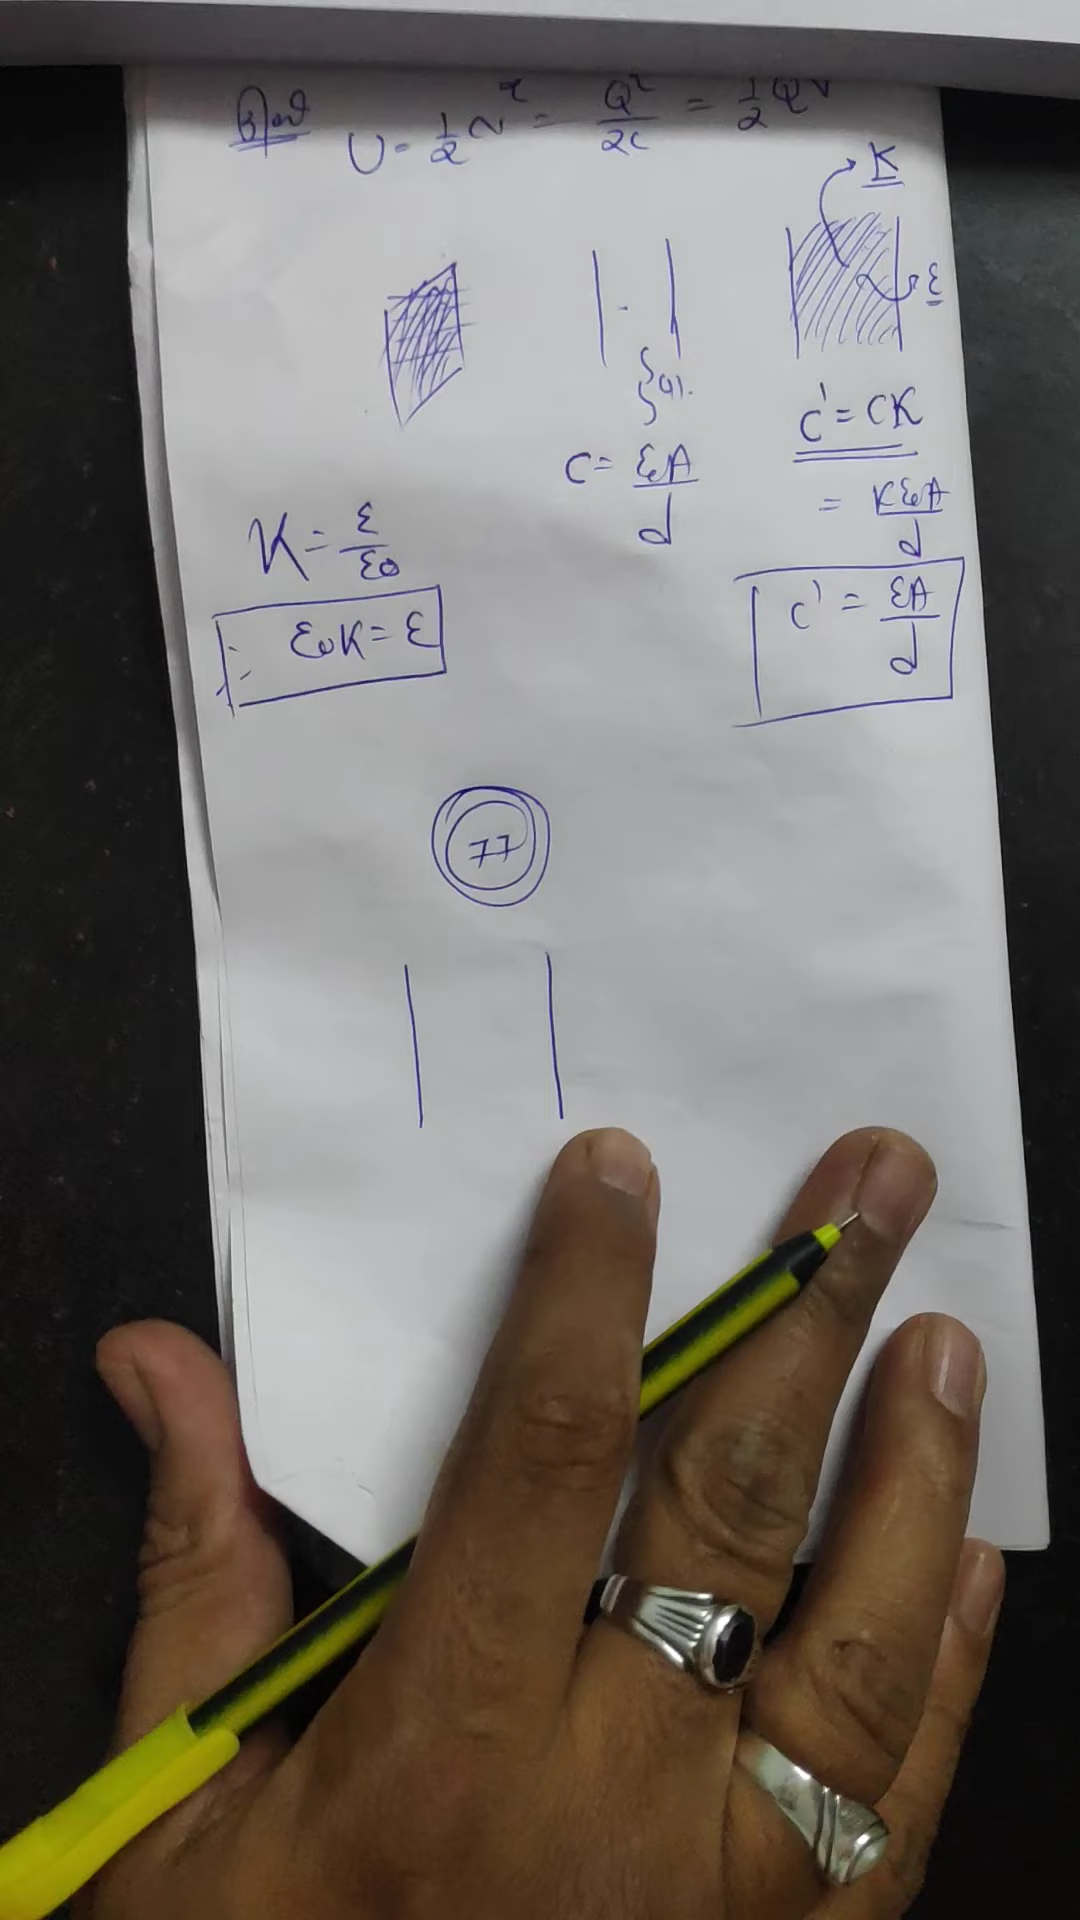 U = ½ CV² = Q²/2C = ½ QV
K
ε
C' = CK
C = ε₀A/d
= Kε₀A/d
K = ε/ε₀
C' = εA/d
∴ ε₀K = ε
77